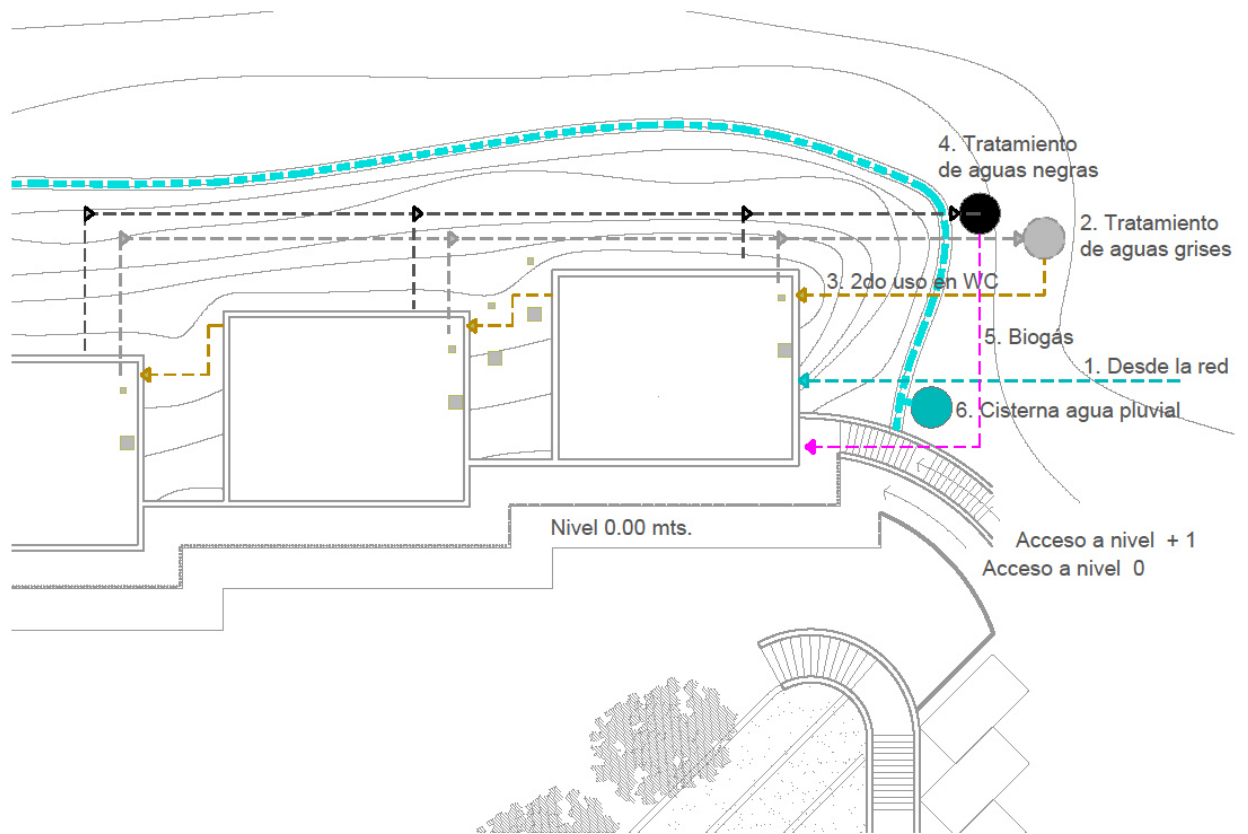 4. Tratamiento
de aguas negras
2. Tratamiento
de aguas grises
3. 2do uso en WC
5. Biogás
1. Desde la red
6. Cisterna agua pluvial
Nivel 0.00 mts.
Acceso a nivel + 1
Acceso a nivel 0